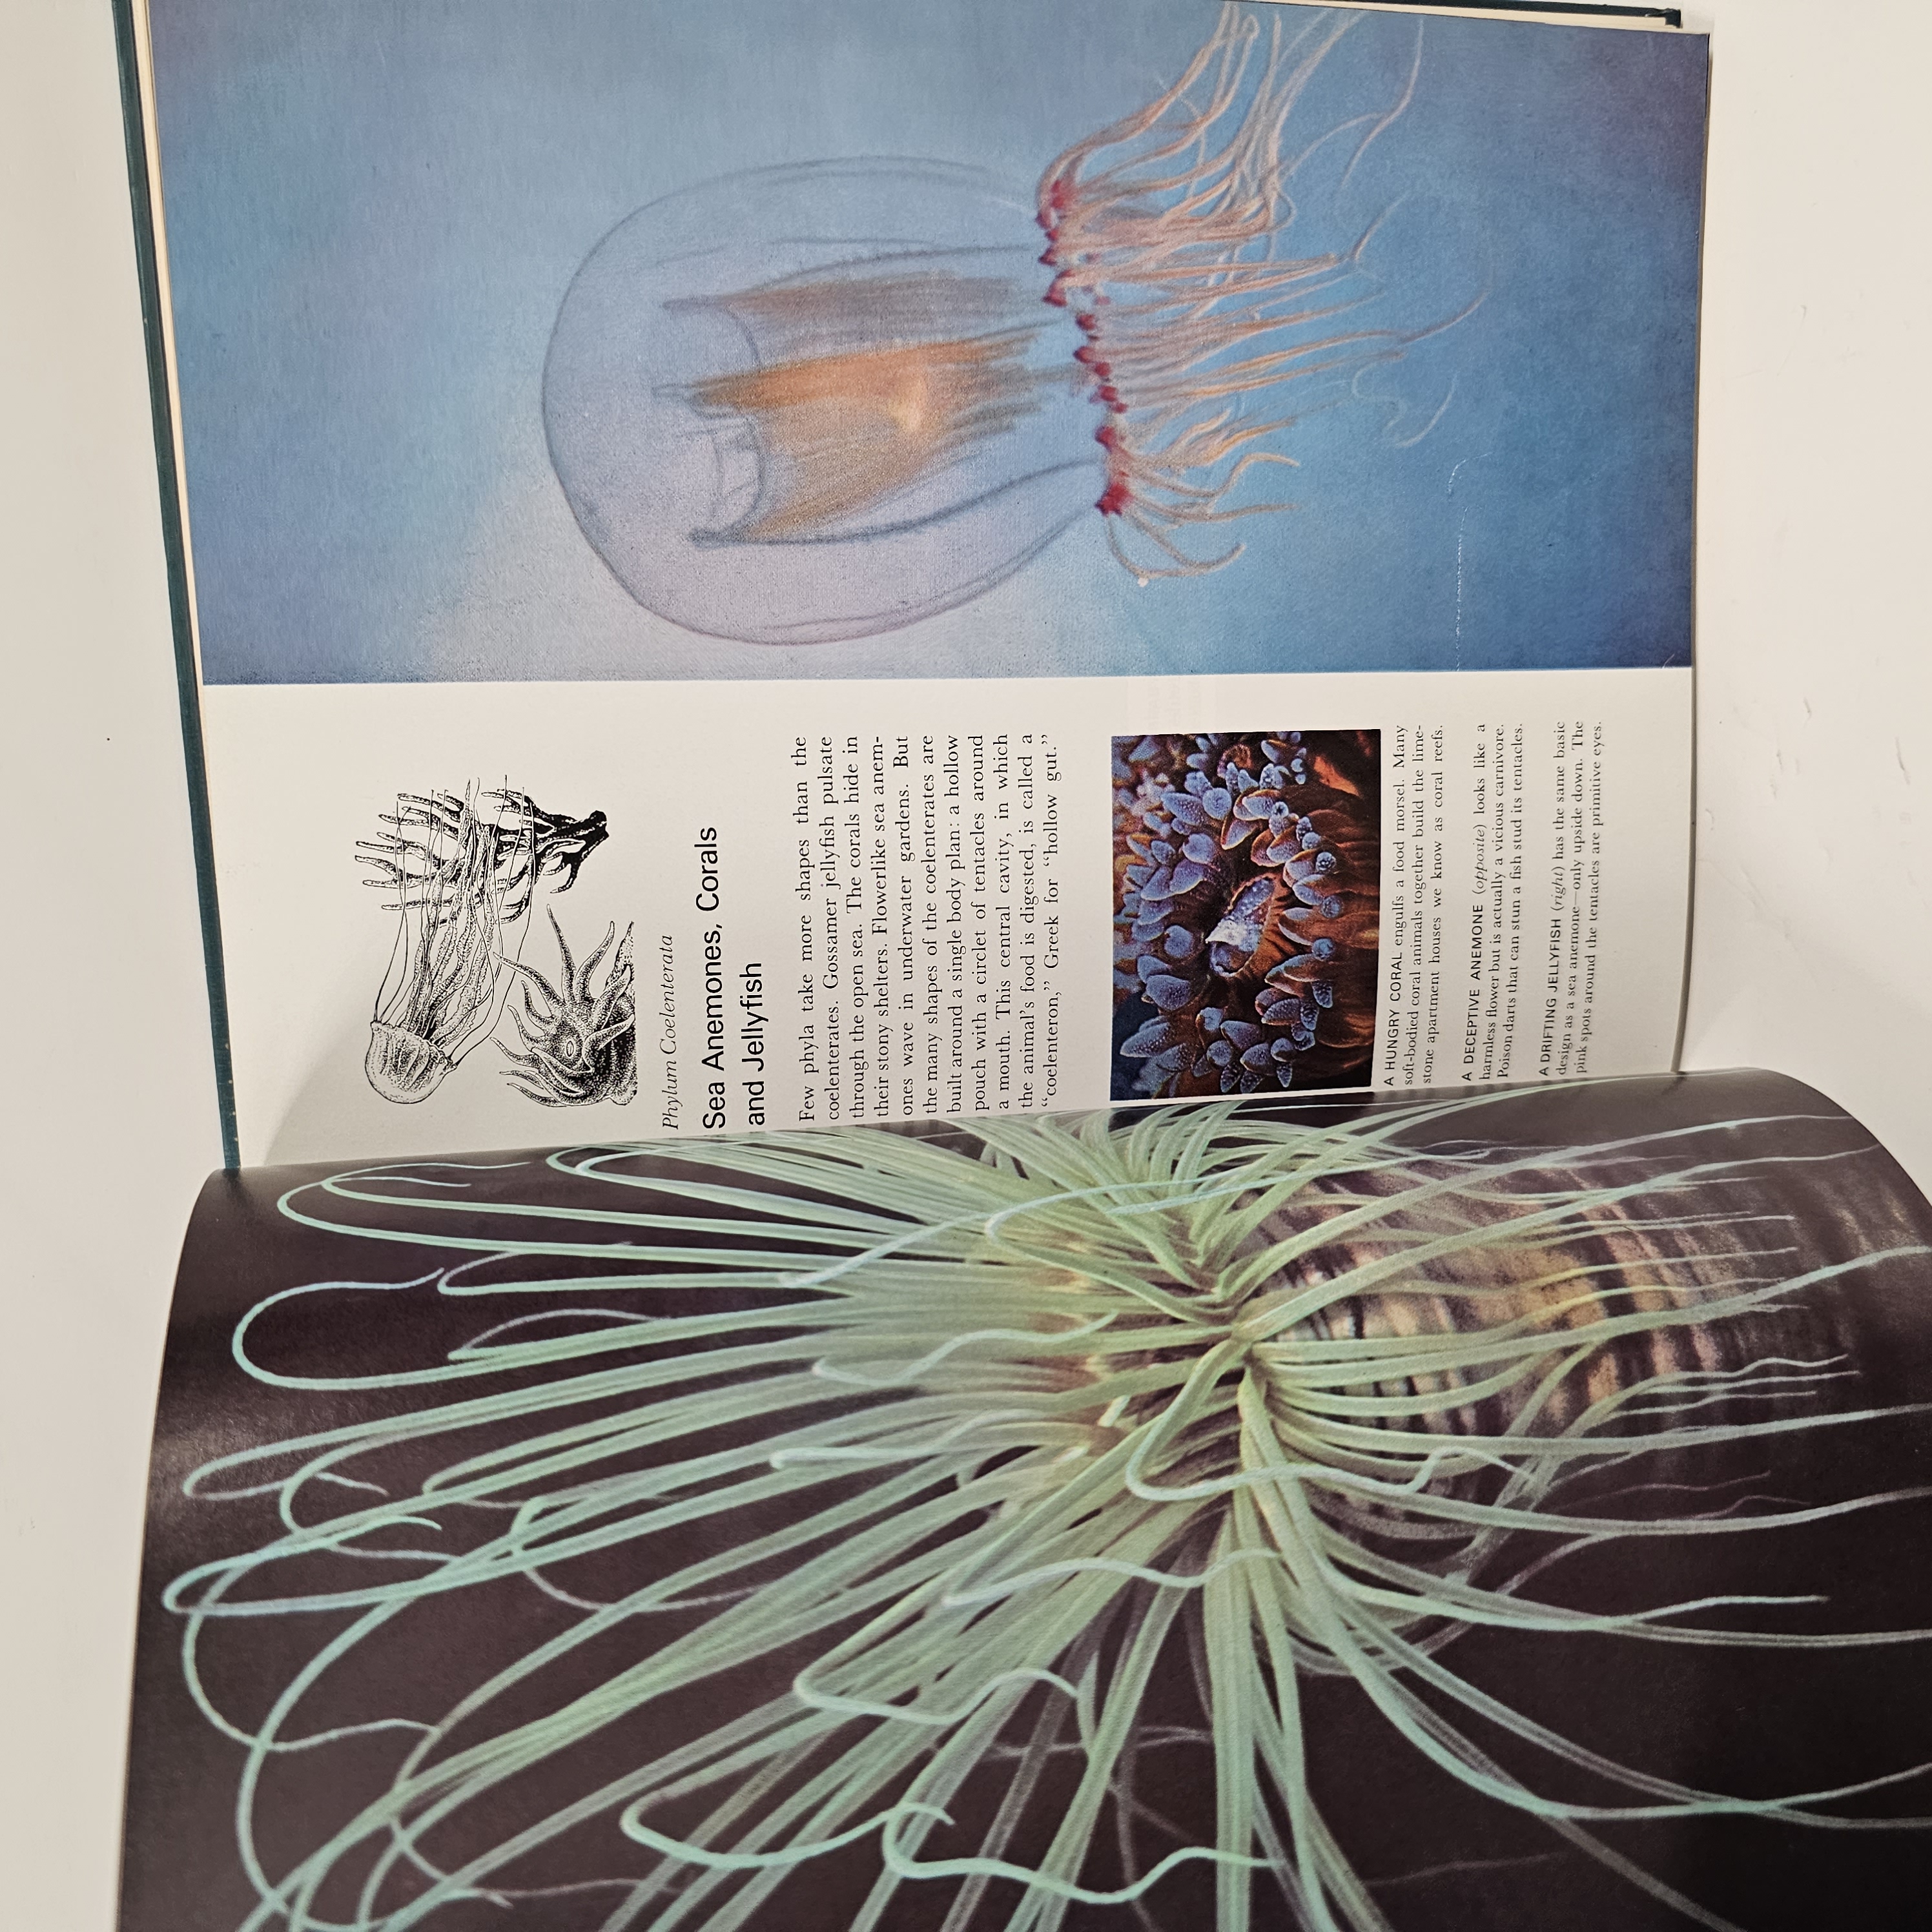 Phylum Coelenterata
Sea Anemones, Corals
and Jellyfish
Few phyla take more shapes than the
coelenterates. Gossamer jellyfish pulsate
through the open sea. The corals hide in
their stony shelters. Flowerlike sea anem-
ones wave in underwater gardens. But
the many shapes of the coelenterates are
built around a single body plan: a hollow
pouch with a circlet of tentacles around
a mouth. This central cavity, in which
the animal's food is digested, is called a
“coelenteron,” Greek for “hollow gut.”
A HUNGRY CORAL engulfs a food morsel. Many
soft-bodied coral animals together build the lime-
stone apartment houses we know as coral reefs.
A DECEPTIVE ANEMONE (opposite) looks like a
harmless flower but is actually a vicious carnivore.
Poison darts that can stun a fish stud its tentacles.
A DRIFTING JELLYFISH (right) has the same basic
design as a sea anemone—only upside down. The
pink spots around the tentacles are primitive eyes.